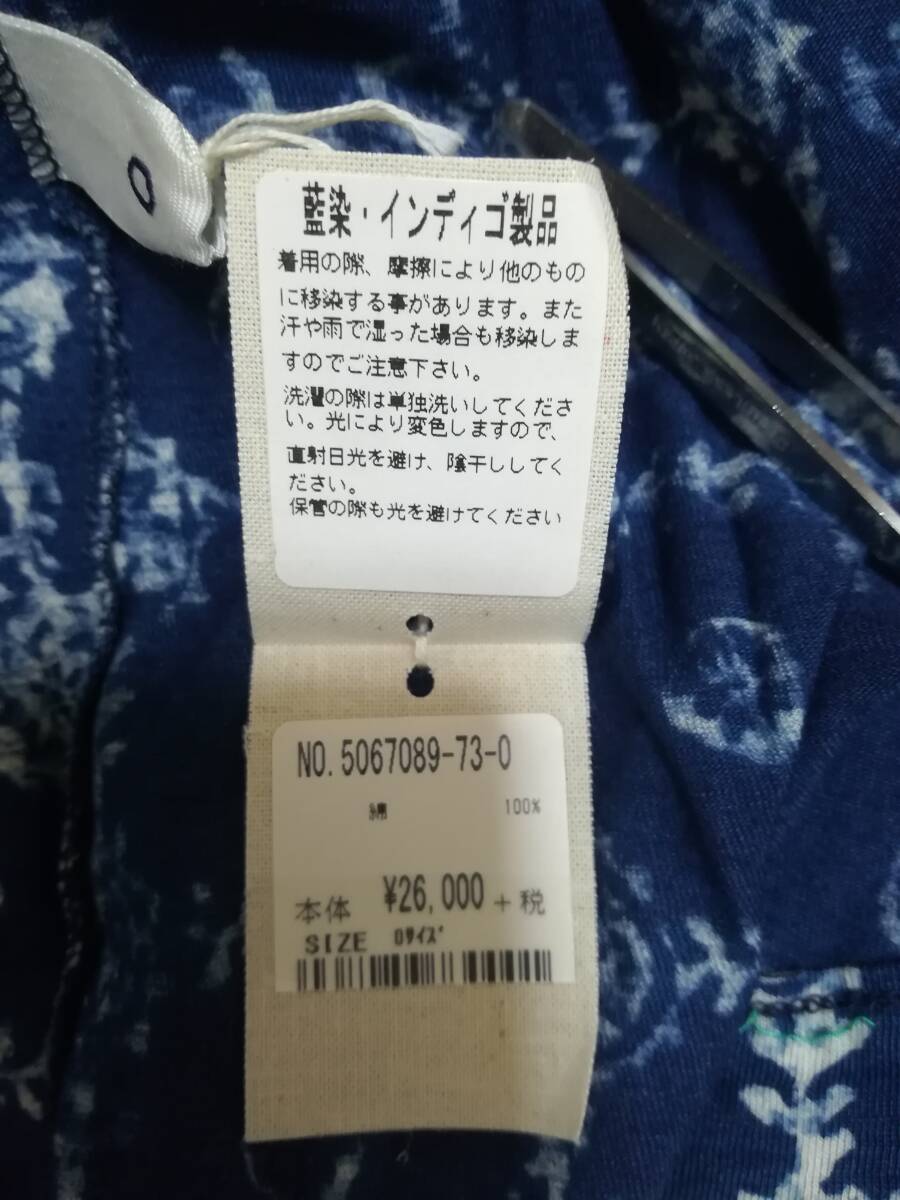 0
藍染・インディゴ製品
着用の際、摩擦により他のもの
に移染する事があります。また
汗や雨で湿った場合も移染しま
すのでご注意下さい。
洗濯の際は単独洗いしてくださ
い。光により変色しますので、
直射日光を避け、陰干ししてく
ださい。
保管の際も光を避けてください
NO.5067089-73-0
綿 100%
本体 ¥26,000 +税
SIZE 0サイズ